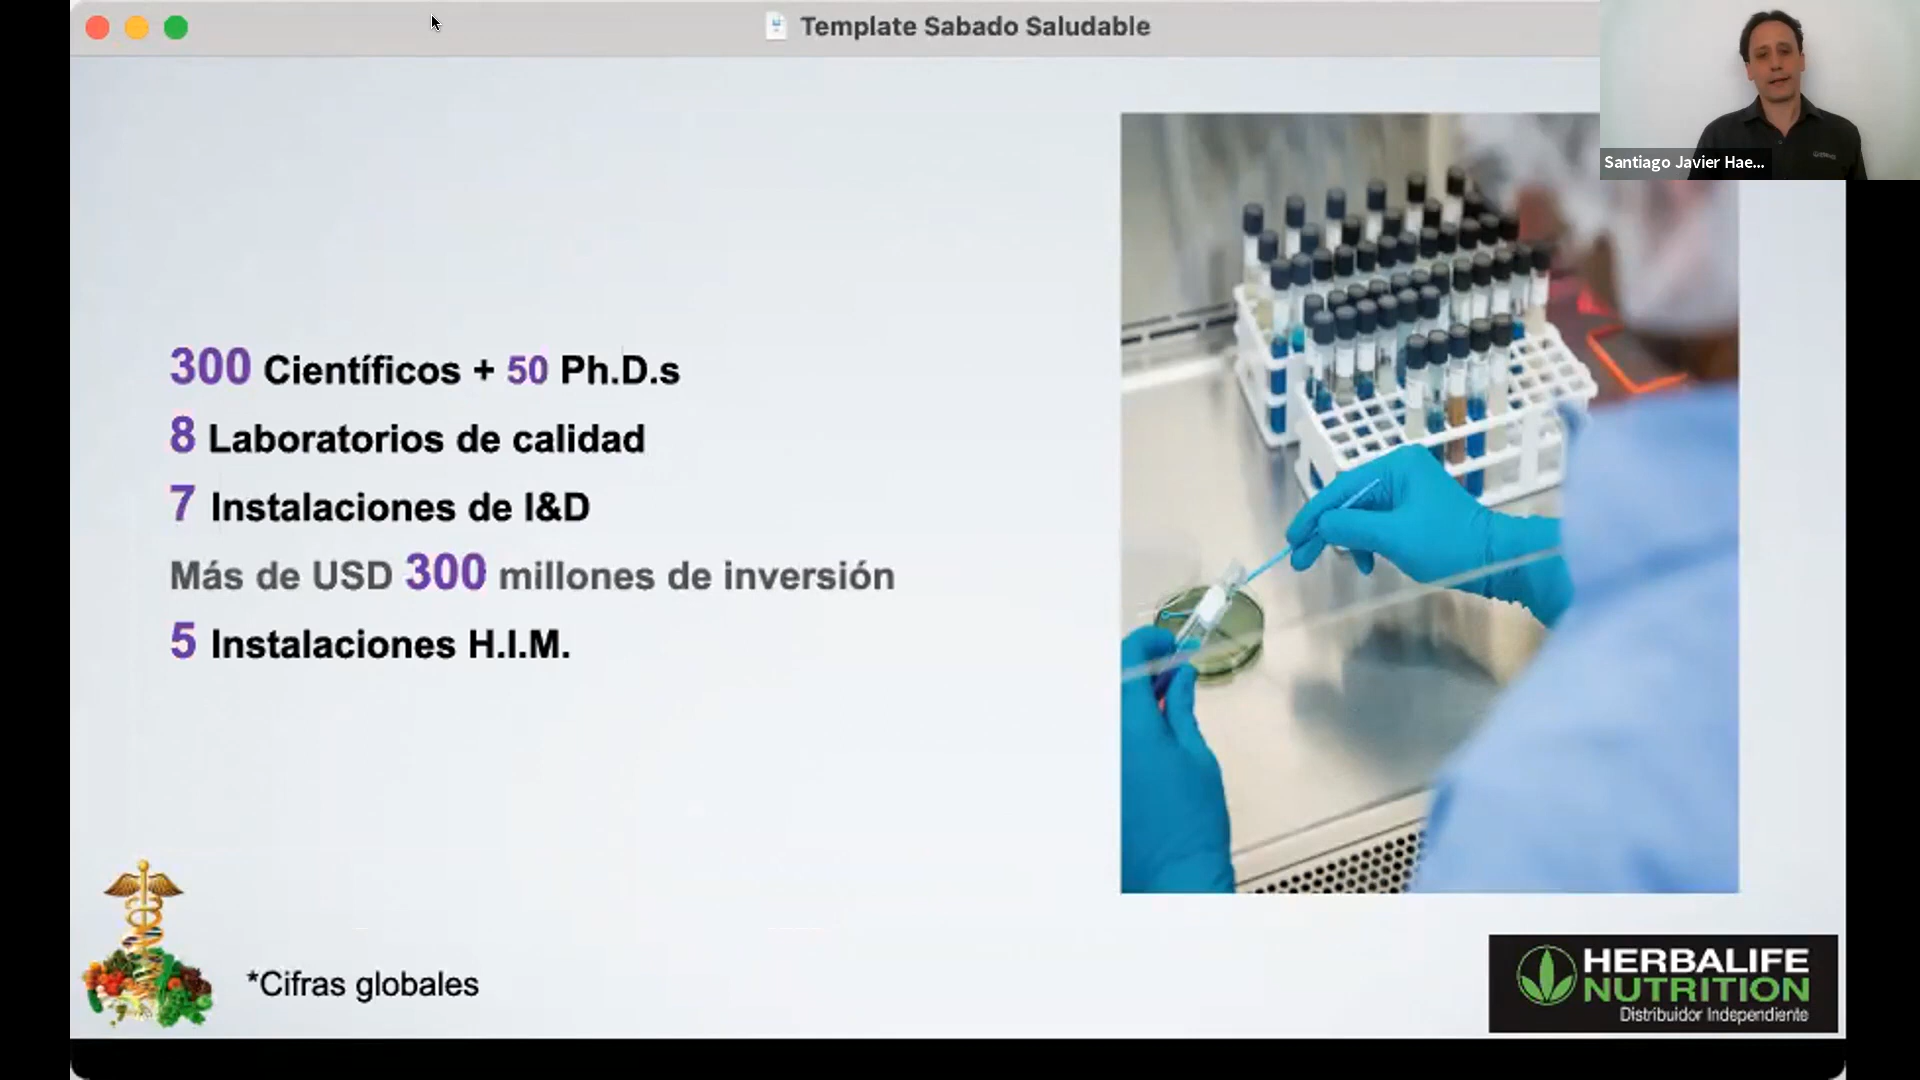 Template Sabado Saludable
Santiago Javier Hae...
300 Científicos + 50 Ph.D.s
8 Laboratorios de calidad
7 Instalaciones de I&D
Más de USD 300 millones de inversión
5 Instalaciones H.I.M.
*Cifras globales
HERBALIFE
NUTRITION
Distribuidor Independiente